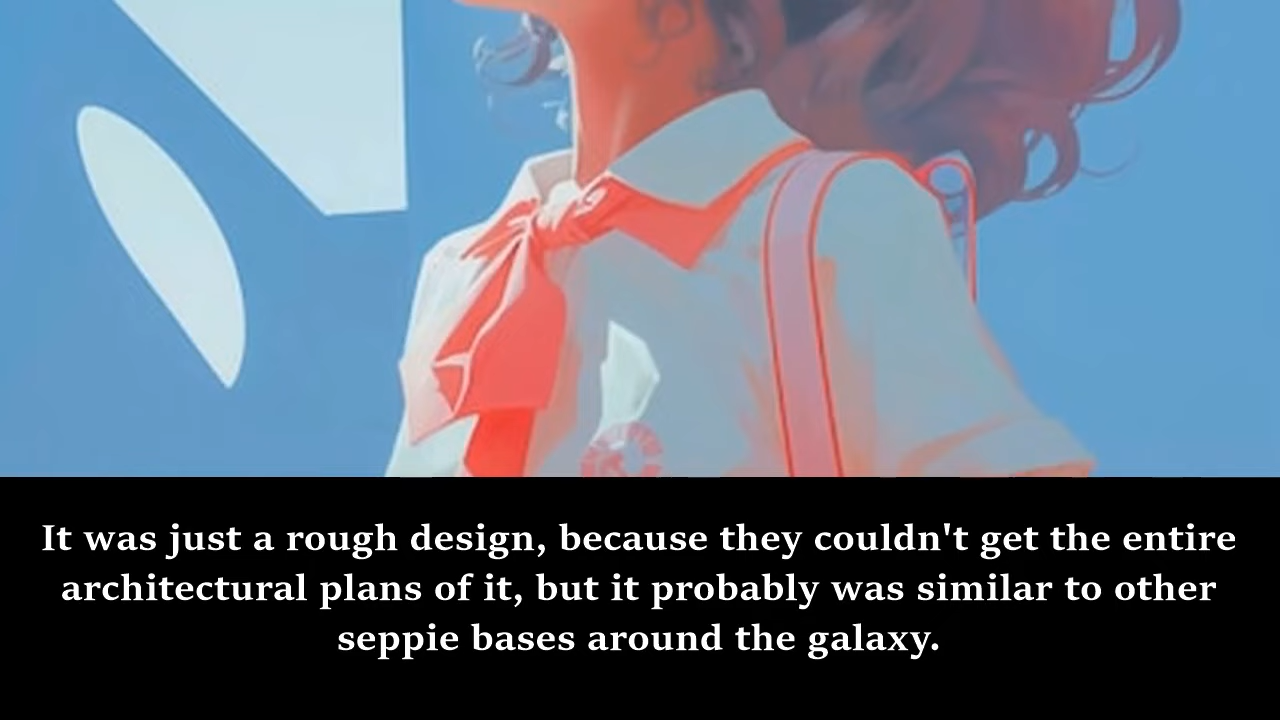 It was just a rough design, because they couldn't get the entire
architectural plans of it, but it probably was similar to other
seppie bases around the galaxy.